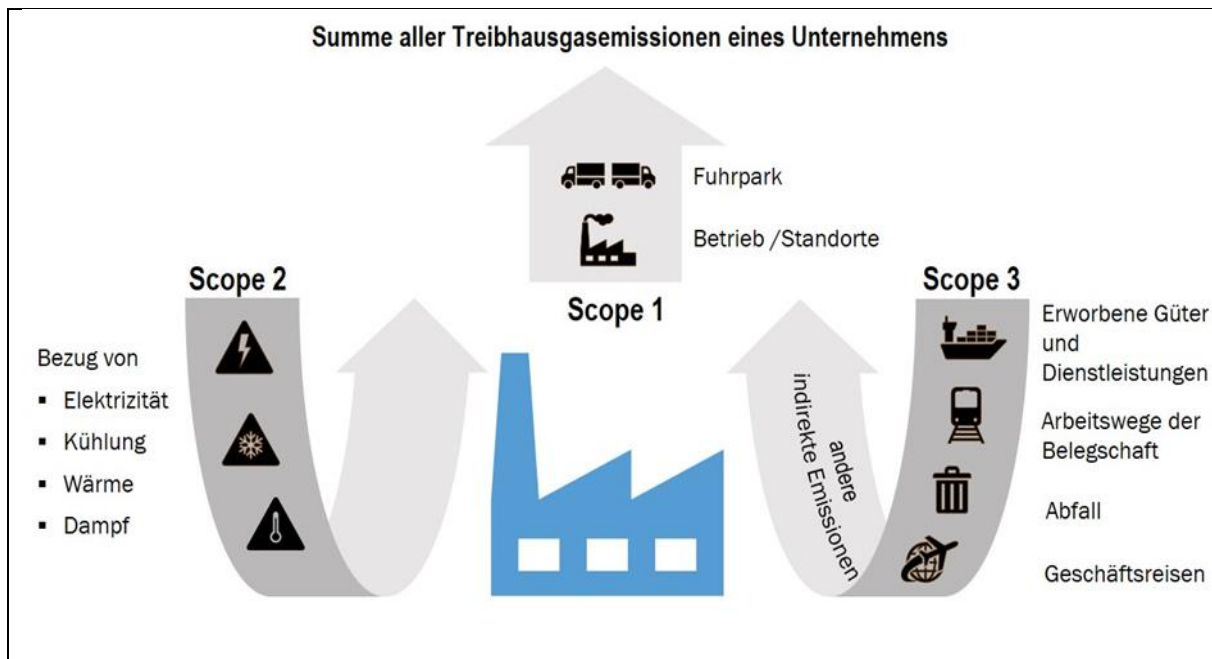 Summe aller Treibhausgasemissionen eines Unternehmens
Fuhrpark
Betrieb /Standorte
Scope 1
Scope 2
Bezug von
▪ Elektrizität
▪ Kühlung
▪ Wärme
▪ Dampf
Scope 3
Erworbene Güter
und
Dienstleistungen
Arbeitswege der
Belegschaft
Abfall
Geschäftsreisen
andere
indirekte Emissionen